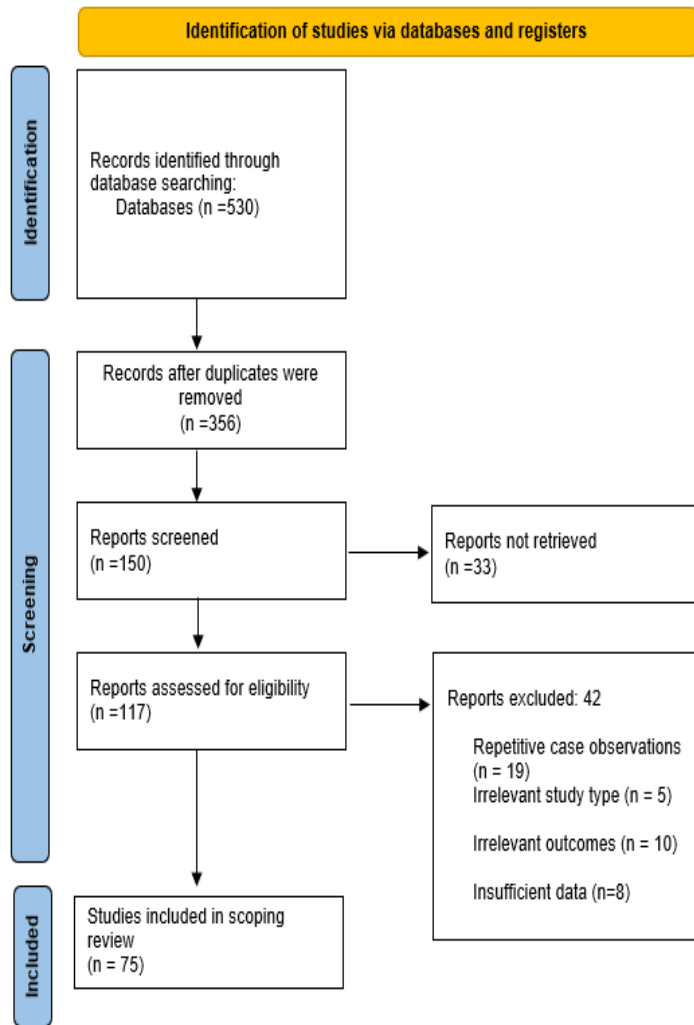 Identification of studies via databases and registers
Identification
Records identified through
database searching:
Databases (n =530)
Screening
Records after duplicates were
removed
(n =356)
Reports screened
(n =150)
Reports not retrieved
(n =33)
Reports assessed for eligibility
(n =117)
Reports excluded: 42
Repetitive case observations
(n = 19)
Irrelevant study type (n = 5)
Irrelevant outcomes (n = 10)
Insufficient data (n=8)
Included
Studies included in scoping
review
(n = 75)